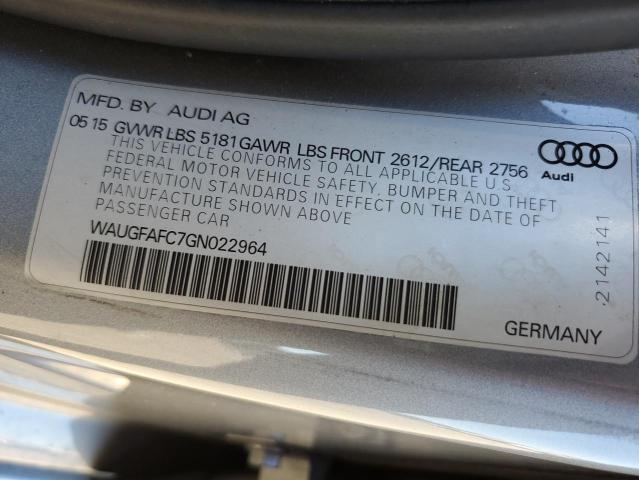 MFD. BY AUDI AG
05 15 GVWR LBS 5181 GAWR LBS FRONT 2612/REAR 2756
THIS VEHICLE CONFORMS TO ALL APPLICABLE U.S.
FEDERAL MOTOR VEHICLE SAFETY, BUMPER AND THEFT
PREVENTION STANDARDS IN EFFECT ON THE DATE OF
MANUFACTURE SHOWN ABOVE
PASSENGER CAR
WAUGFAFC7GN022964
Audi
.2142141
GERMANY